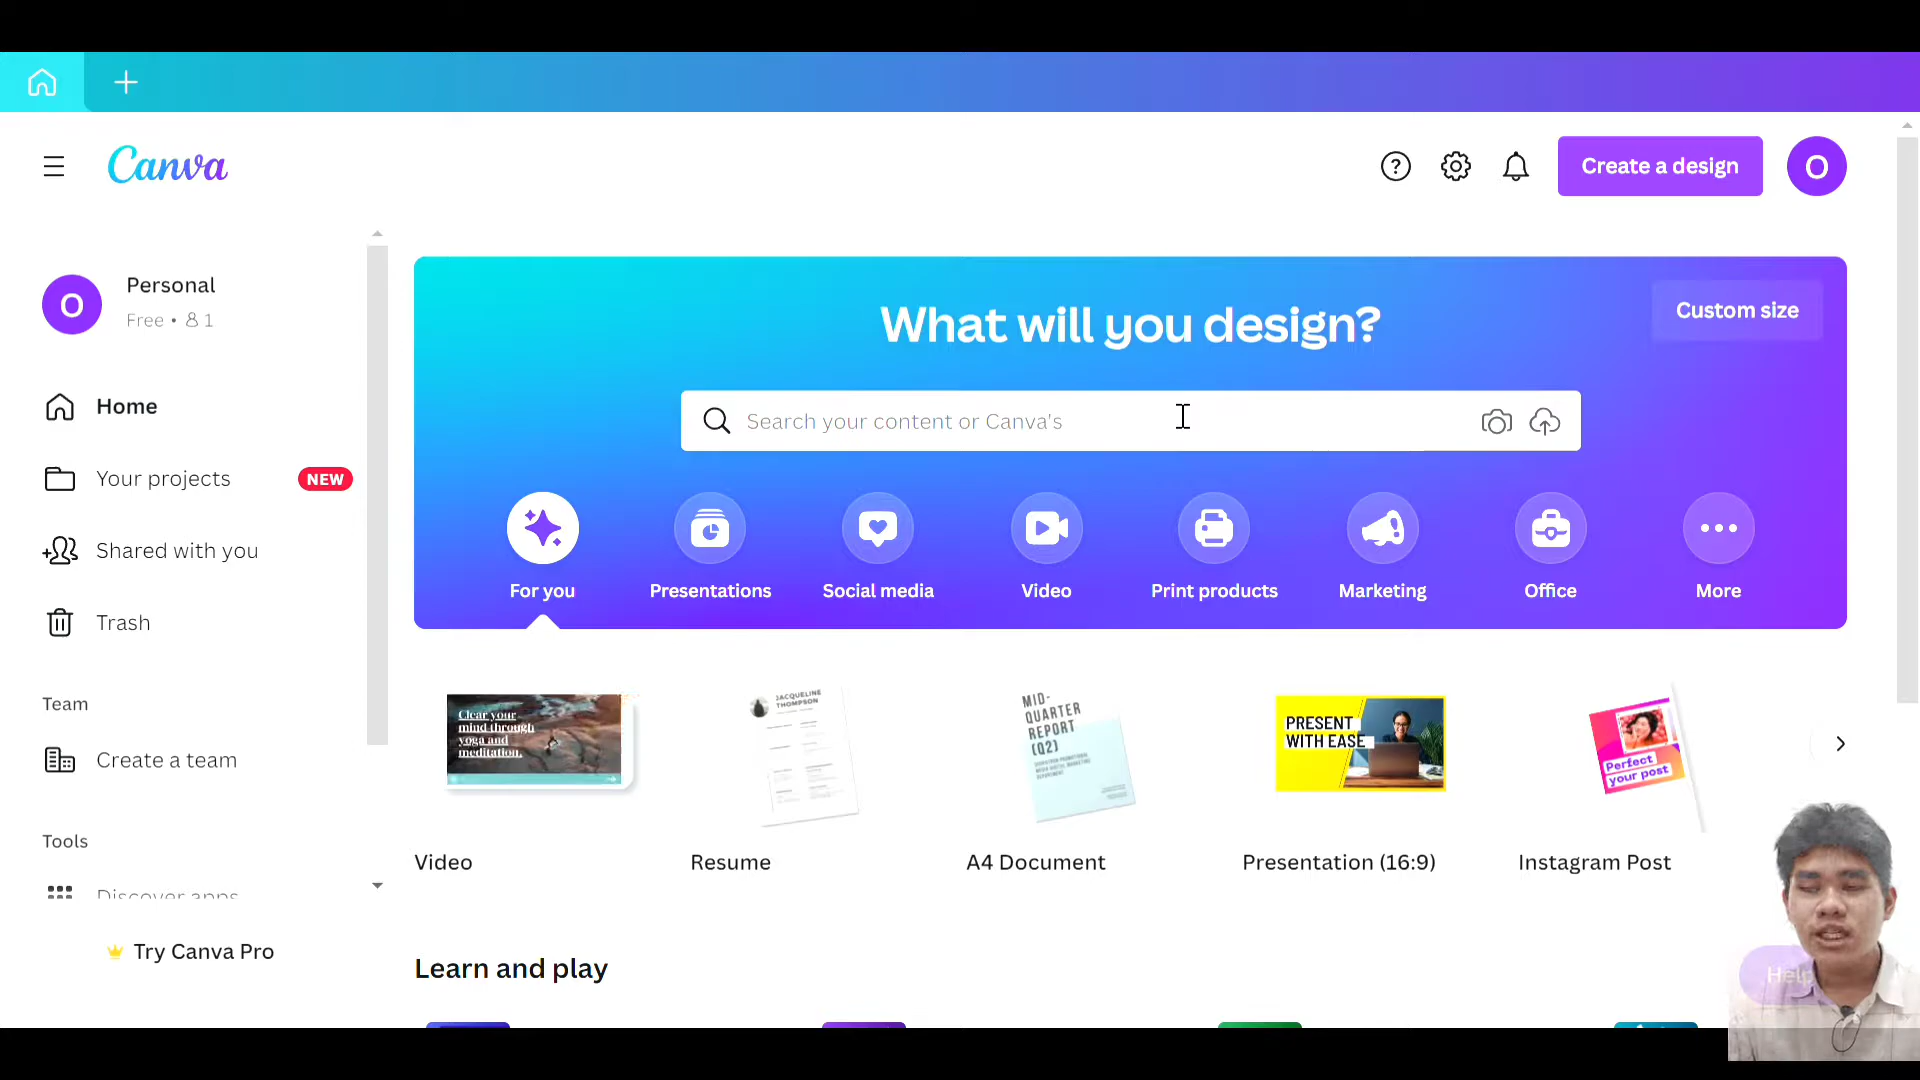 Canva
Create a design
O
O
Personal
Free • 1
Home
Your projects
NEW
Shared with you
Trash
Team
Create a team
Tools
Discover apps
Try Canva Pro
What will you design?
Custom size
Search your content or Canva's
For you
Presentations
Social media
Video
Print products
Marketing
Office
More
Clear your
mind through
yoga and
meditation.
JACQUELINE
THOMPSON
MID-
QUARTER
REPORT
(Q2)
PRESENT
WITH EASE
Perfect
your post
Video
Resume
A4 Document
Presentation (16:9)
Instagram Post
Learn and play
Help